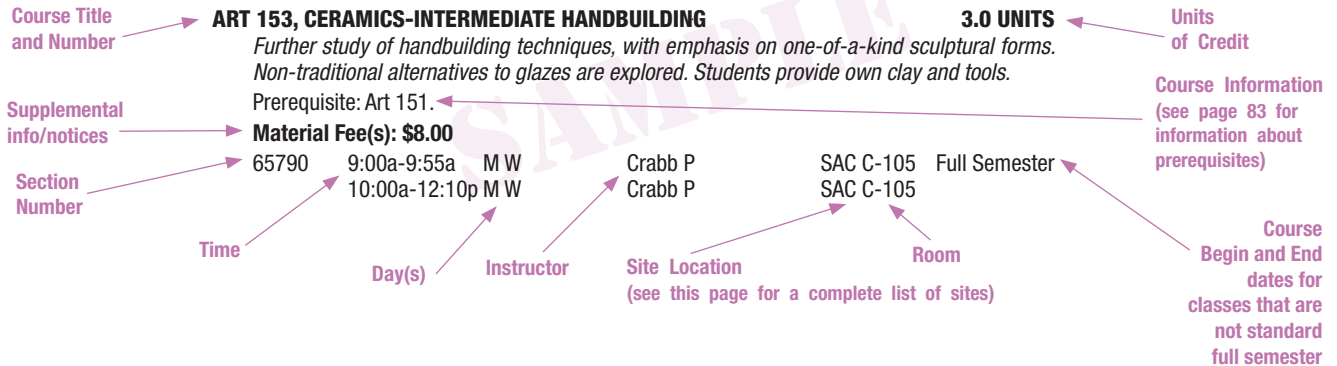 Course Title
and Number
ART 153, CERAMICS-INTERMEDIATE HANDBUILDING 3.0 UNITS
Units
of Credit
Further study of handbuilding techniques, with emphasis on one-of-a-kind sculptural forms.
Non-traditional alternatives to glazes are explored. Students provide own clay and tools.
Prerequisite: Art 151.
Course Information
(see page 83 for
information about
prerequisites)
Supplemental
info/notices
Material Fee(s): $8.00
SAMPLE
Section
Number
65790 9:00a-9:55a M W Crabb P SAC C-105 Full Semester
10:00a-12:10p M W Crabb P SAC C-105
Time
Day(s)
Instructor
Site Location
(see this page for a complete list of sites)
Room
Course
Begin and End
dates for
classes that are
not standard
full semester